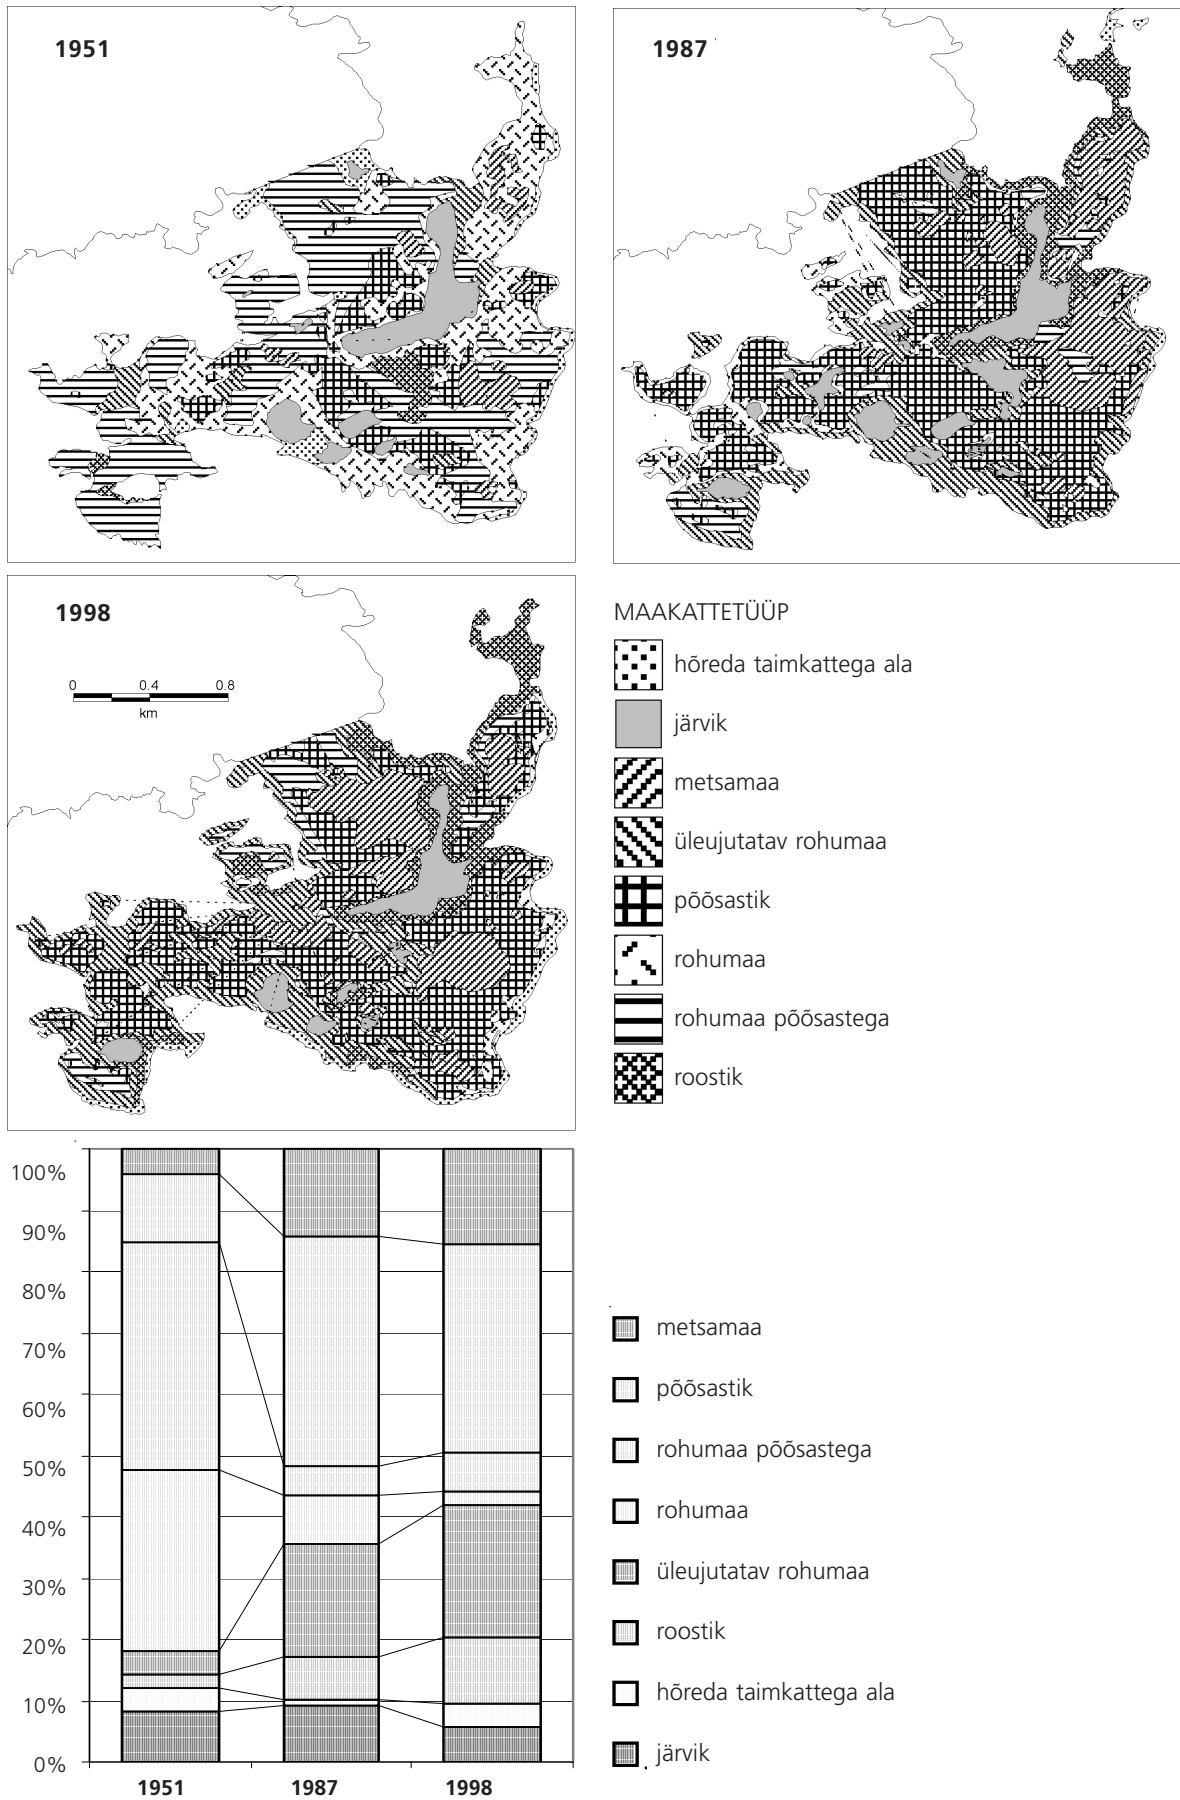 1951
1987
1998
0 0.4 0.8
km
MAAKATTETÜÜP
hõreda taimkattega ala
järvik
metsamaa
üleujutatav rohumaa
põõsastik
rohumaa
rohumaa põõsastega
roostik
100%
90%
80%
70%
60%
50%
40%
30%
20%
10%
0%
1951 1987 1998
metsamaa
põõsastik
rohumaa põõsastega
rohumaa
üleujutatav rohumaa
roostik
hõreda taimkattega ala
järvik